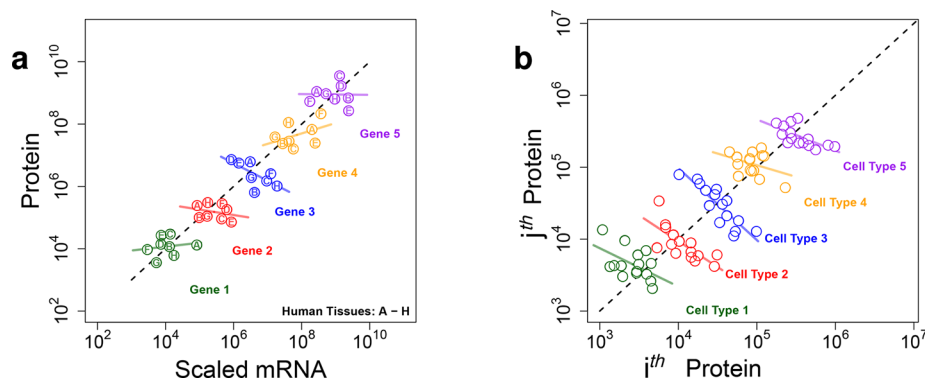 a
Protein
10^10
10^8
10^6
10^4
10^2
Gene 5
Gene 4
Gene 3
Gene 2
Gene 1
Human Tissues: A − H
10^2 10^4 10^6 10^8 10^10
Scaled mRNA
b
j^th Protein
10^7
10^6
10^5
10^4
10^3
Cell Type 5
Cell Type 4
Cell Type 3
Cell Type 2
Cell Type 1
10^3 10^4 10^5 10^6 10^7
i^th Protein